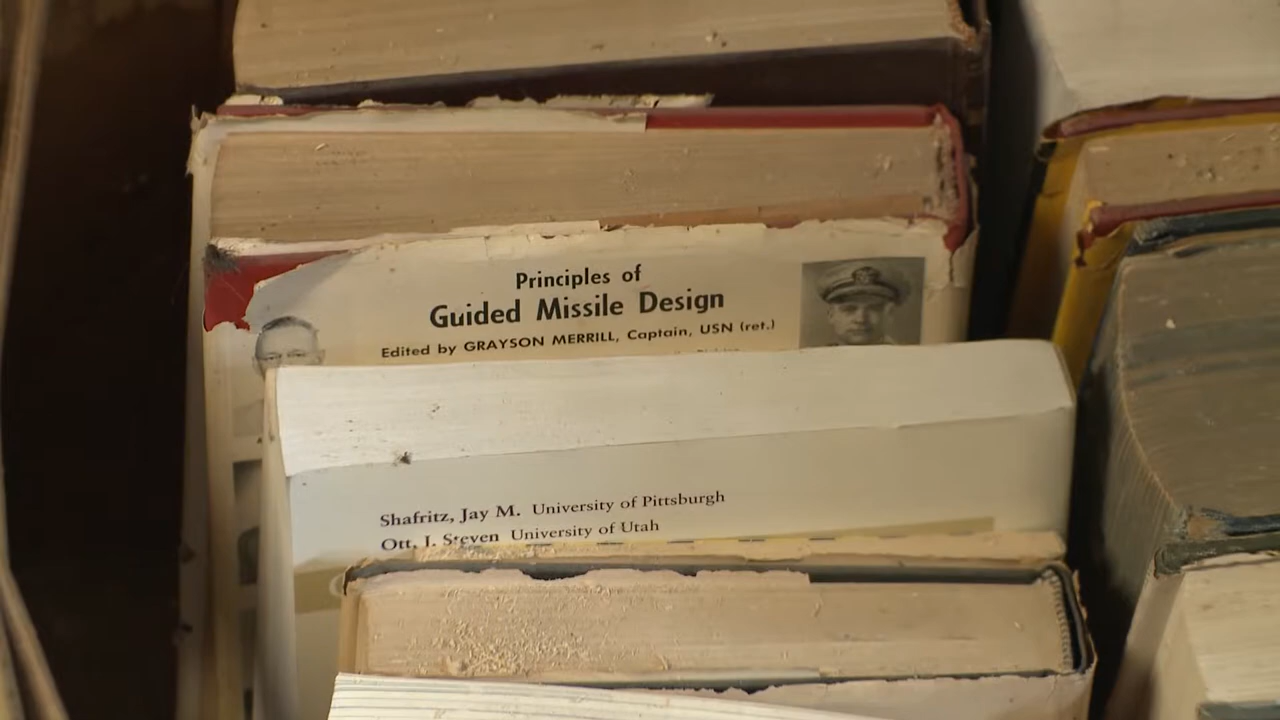 Principles of
Guided Missile Design
Edited by GRAYSON MERRILL, Captain, USN (ret.)
Shafritz, Jay M. University of Pittsburgh
Ott, J. Steven University of Utah